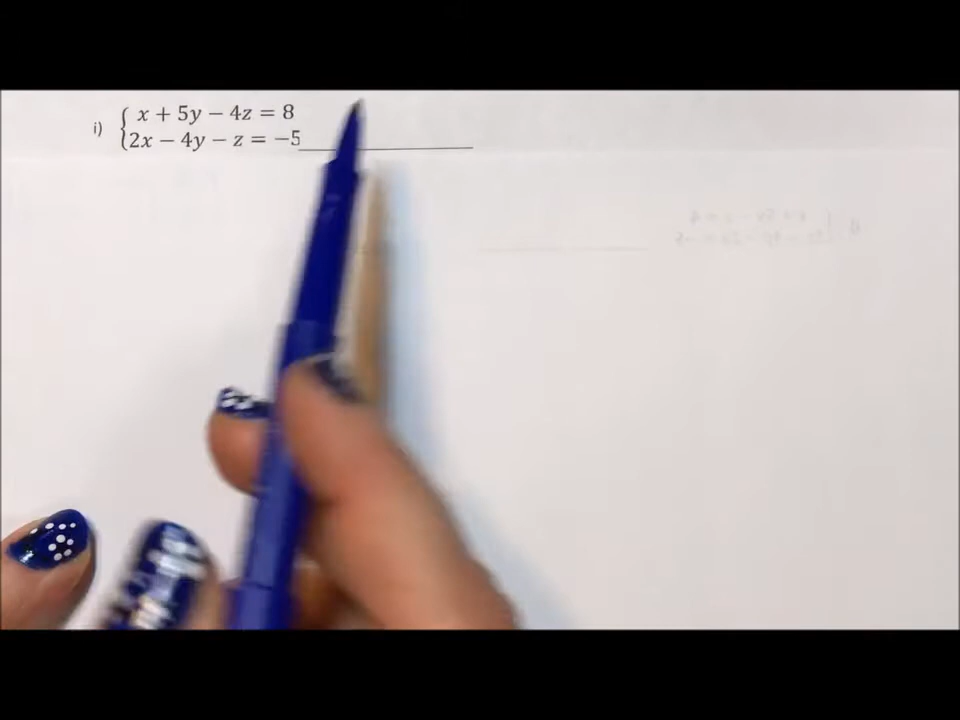 i) x + 5y − 4z = 8
2x − 4y − z = −5